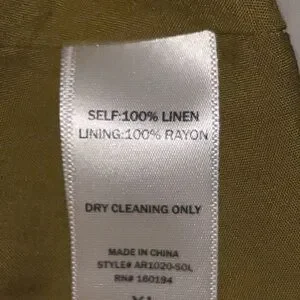 SELF:100% LINEN
LINING:100% RAYON
DRY CLEANING ONLY
MADE IN CHINA
STYLE# AR1020-SOL
RN# 160194